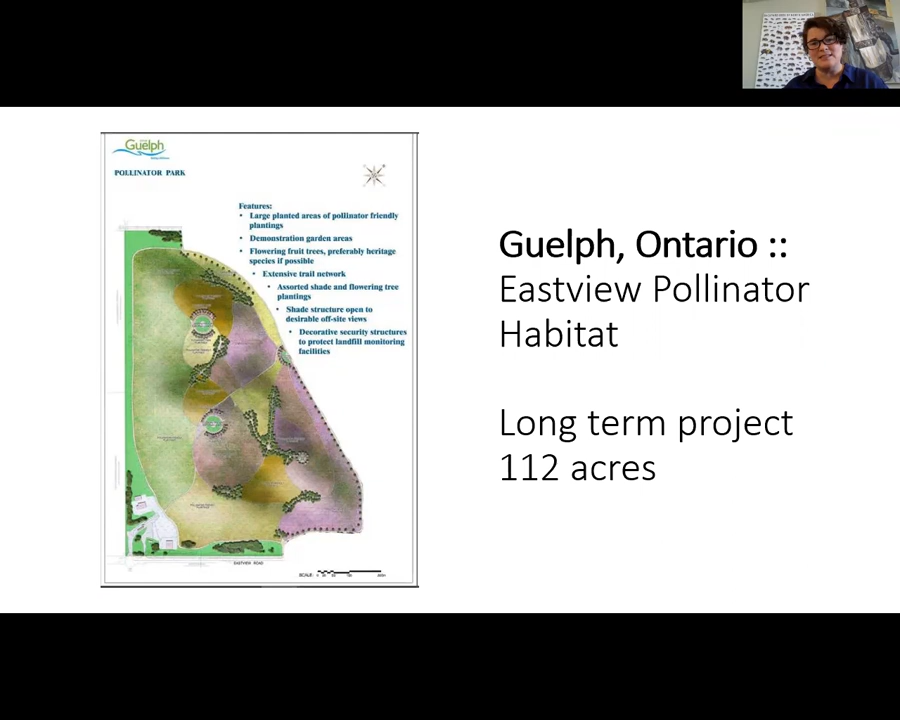 Guelph
POLLINATOR PARK
Features:
• Large planted areas of pollinator friendly
plantings
• Demonstration garden areas
• Flowering fruit trees, preferably heritage
species if possible
• Extensive trail network
• Assorted shade and flowering tree
plantings
• Shade structure open to
desirable off-site views
• Decorative security structures
to protect landfill monitoring
facilities
EASTVIEW ROAD
SCALE:
Guelph, Ontario ::
Eastview Pollinator
Habitat
Long term project
112 acres